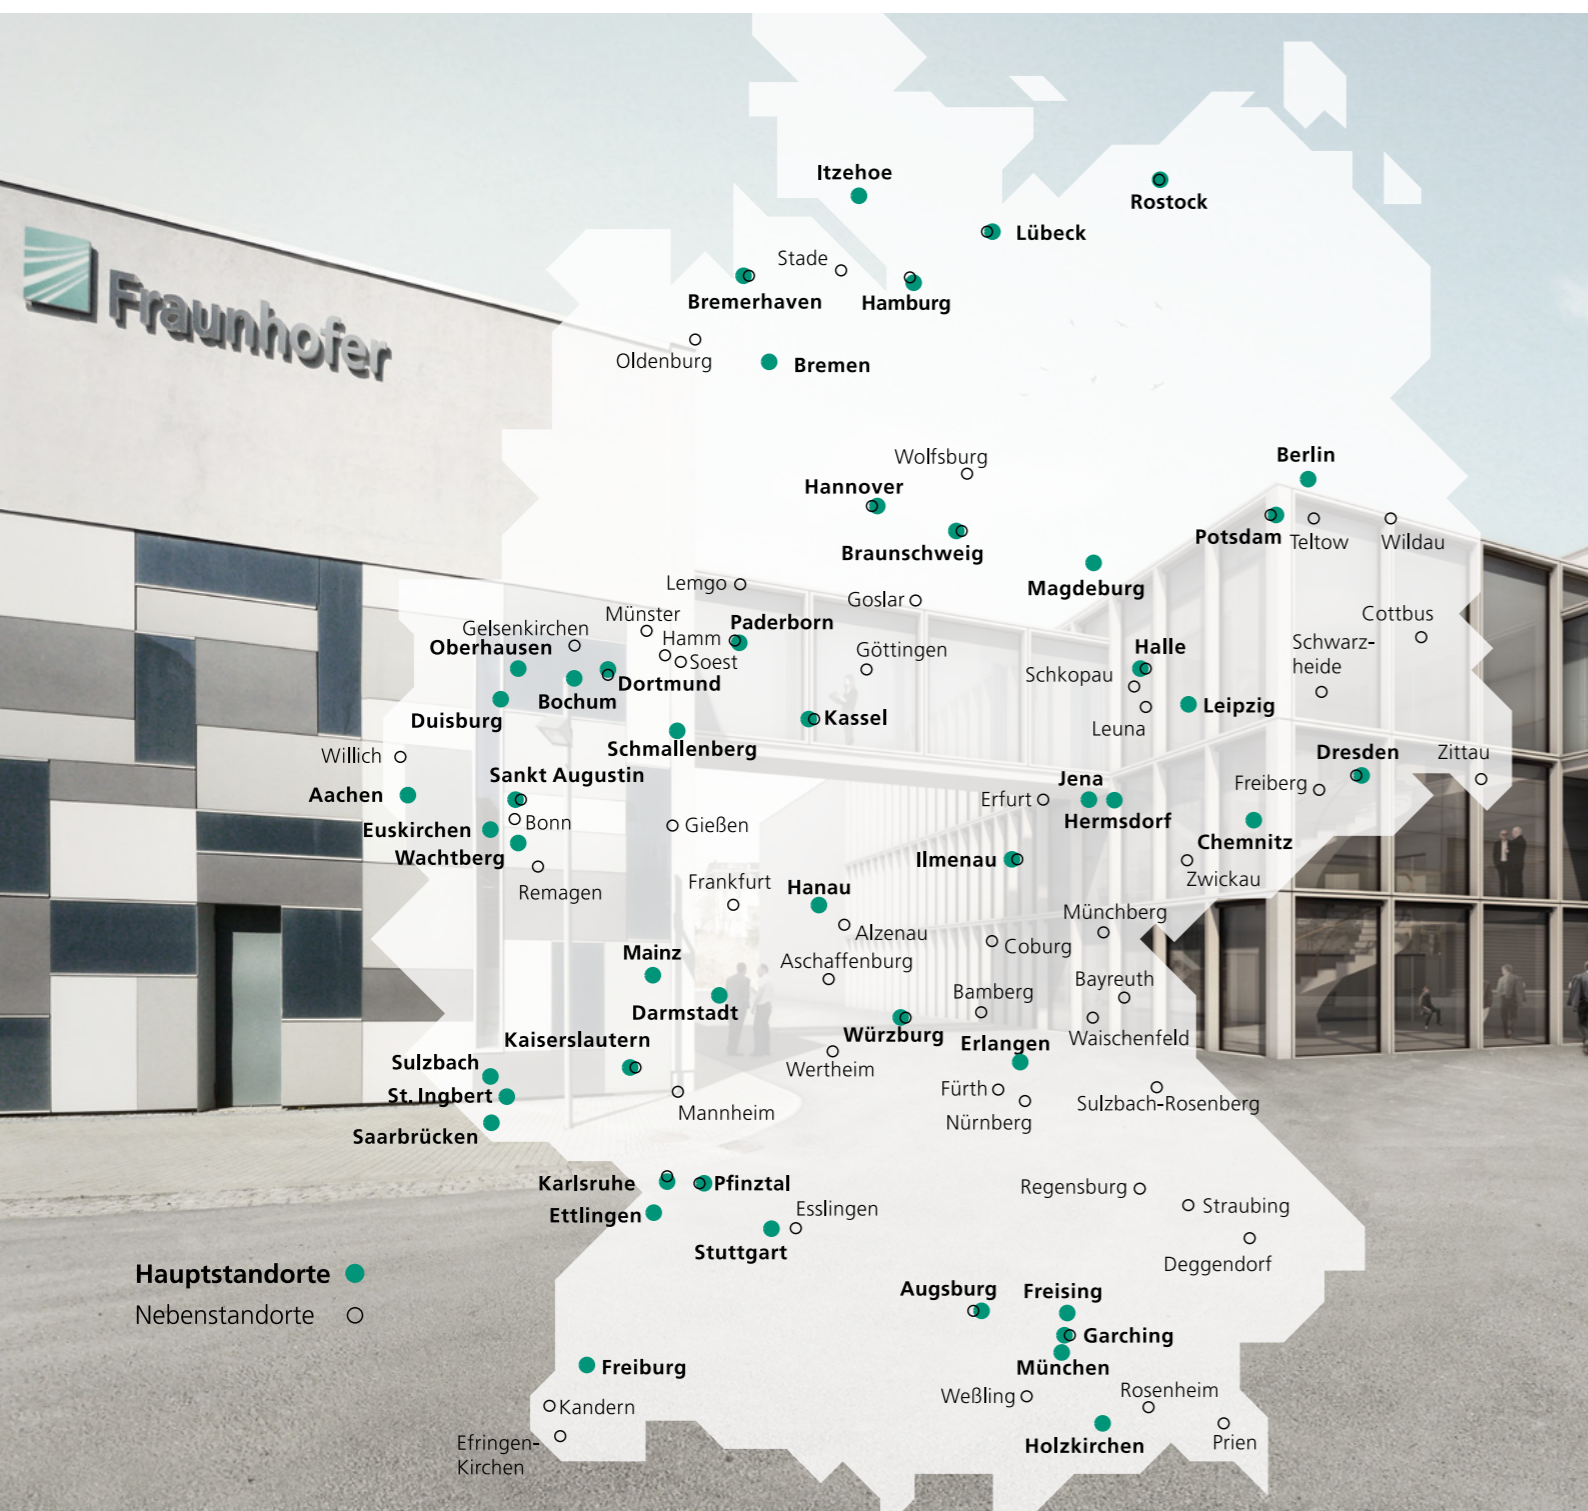 Itzehoe
Rostock
Lübeck
Stade
Bremerhaven
Hamburg
Fraunhofer
Oldenburg
Bremen
Wolfsburg
Berlin
Hannover
Braunschweig
Potsdam
Teltow
Wildau
Lemgo
Magdeburg
Goslar
Münster
Cottbus
Gelsenkirchen
Paderborn
Hamm
Oberhausen
Göttingen
Halle
Schwarz-
heide
Soest
Schkopau
Dortmund
Bochum
Leipzig
Duisburg
Kassel
Leuna
Schmallenberg
Willich
Dresden
Zittau
Sankt Augustin
Jena
Freiberg
Aachen
Erfurt
Bonn
Gießen
Hermsdorf
Euskirchen
Chemnitz
Wachtberg
Ilmenau
Zwickau
Remagen
Frankfurt
Hanau
Münchberg
Alzenau
Coburg
Mainz
Aschaffenburg
Bayreuth
Bamberg
Darmstadt
Würzburg
Erlangen
Waischenfeld
Kaiserslautern
Sulzbach
Wertheim
St. Ingbert
Fürth
Sulzbach-Rosenberg
Mannheim
Nürnberg
Saarbrücken
Karlsruhe
Pfinztal
Regensburg
Straubing
Ettlingen
Esslingen
Stuttgart
Deggendorf
Hauptstandorte
Nebenstandorte
Augsburg
Freising
Garching
Freiburg
München
Weßling
Rosenheim
Kandern
Efringen-
Kirchen
Holzkirchen
Prien